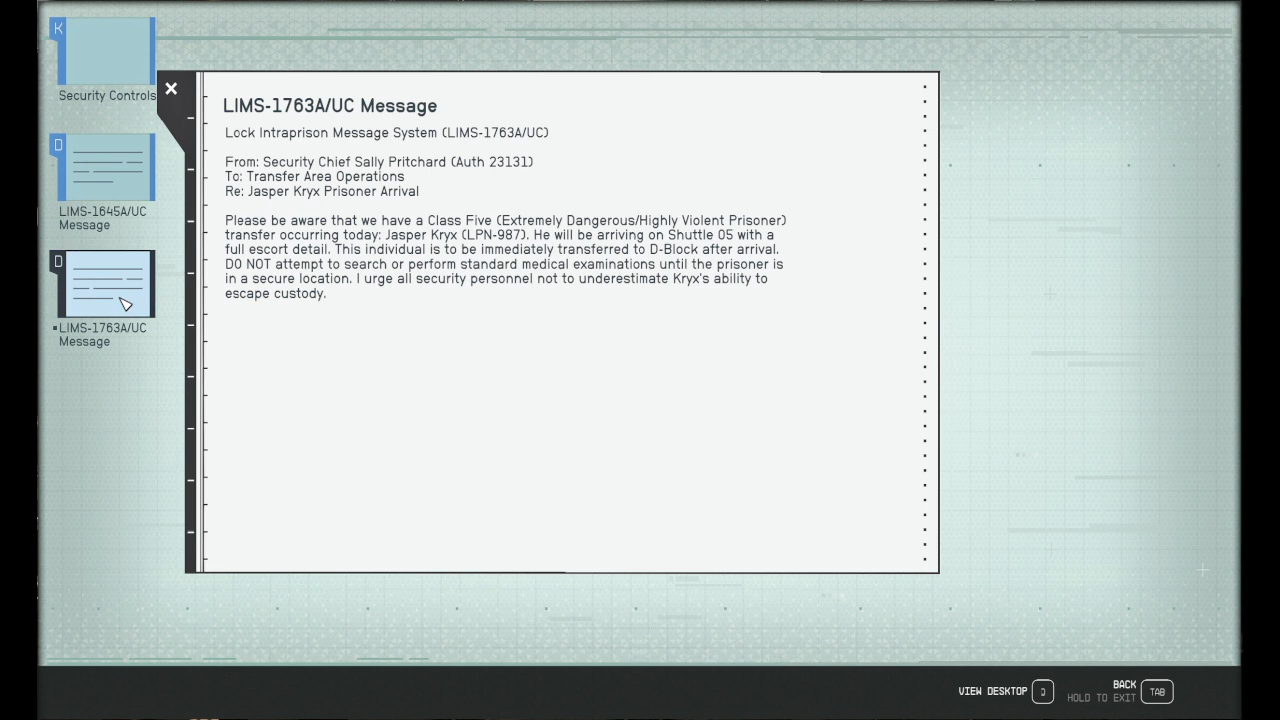 K
Security Controls
D
LIMS-1645A/UC
Message
D
LIMS-1763A/UC
Message
×
LIMS-1763A/UC Message
Lock Intraprison Message System (LIMS-1763A/UC)
From: Security Chief Sally Pritchard (Auth 23131)
To: Transfer Area Operations
Re: Jasper Kryx Prisoner Arrival
Please be aware that we have a Class Five (Extremely Dangerous/Highly Violent Prisoner)
transfer occurring today: Jasper Kryx (LPN-987). He will be arriving on Shuttle 05 with a
full escort detail. This individual is to be immediately transferred to D-Block after arrival.
DO NOT attempt to search or perform standard medical examinations until the prisoner is
in a secure location. I urge all security personnel not to underestimate Kryx's ability to
escape custody.
VIEW DESKTOP
BACK
HOLD TO EXIT
TAB